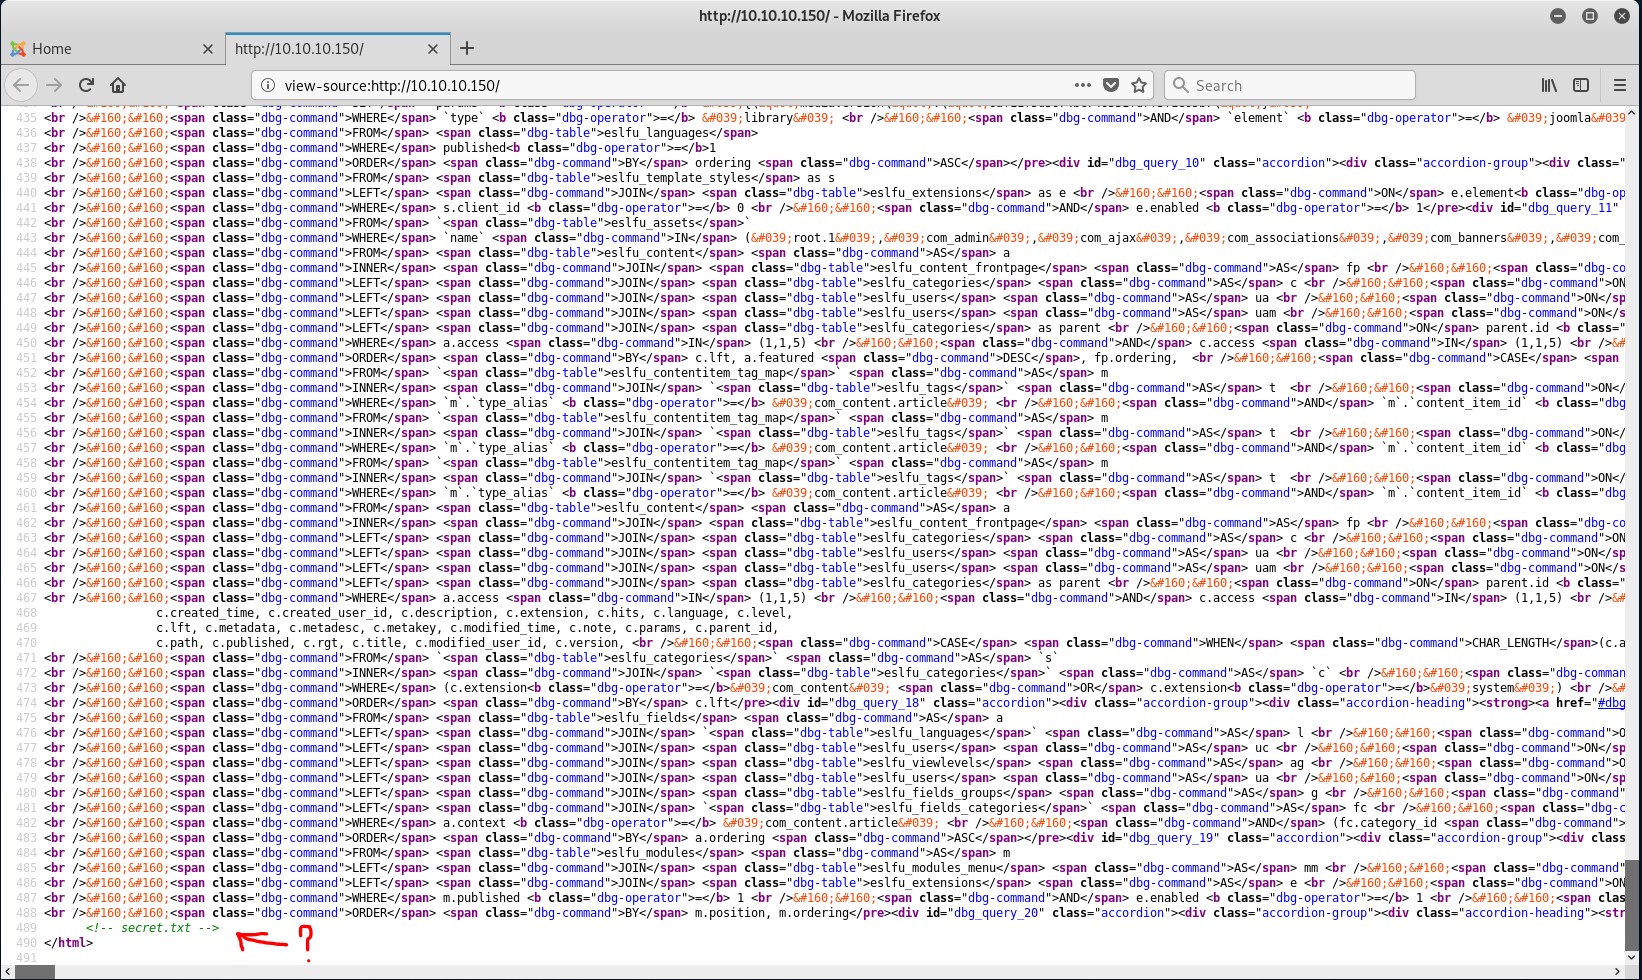 http://10.10.10.150/ - Mozilla Firefox
Home
http://10.10.10.150/
view-source:http://10.10.10.150/
Search
435 <br />&#160;&#160;<span class="dbg-command">WHERE</span> `type` <b class="dbg-operator">=</b> &#039;library&#039; <br />&#160;&#160;<span class="dbg-command">AND</span> `element` <b class="dbg-operator">=</b> &#039;joomla&#039
436 <br />&#160;&#160;<span class="dbg-command">FROM</span> <span class="dbg-table">eslfu_languages</span>
437 <br />&#160;&#160;<span class="dbg-command">WHERE</span> published<b class="dbg-operator">=</b>1
438 <br />&#160;&#160;<span class="dbg-command">ORDER</span> <span class="dbg-command">BY</span> ordering <span class="dbg-command">ASC</span></pre><div id="dbg_query_10" class="accordion"><div class="accordion-group"><div class=
439 <br />&#160;&#160;<span class="dbg-command">FROM</span> <span class="dbg-table">eslfu_template_styles</span> as s
440 <br />&#160;&#160;<span class="dbg-command">LEFT</span> <span class="dbg-command">JOIN</span> <span class="dbg-table">eslfu_extensions</span> as e <br />&#160;&#160;<span class="dbg-command">ON</span> e.element<b class="dbg-op
441 <br />&#160;&#160;<span class="dbg-command">WHERE</span> s.client_id <b class="dbg-operator">=</b> 0 <br />&#160;&#160;<span class="dbg-command">AND</span> e.enabled <b class="dbg-operator">=</b> 1</pre><div id="dbg_query_11"
442 <br />&#160;&#160;<span class="dbg-command">FROM</span> `<span class="dbg-table">eslfu_assets</span>`
443 <br />&#160;&#160;<span class="dbg-command">WHERE</span> `name` <span class="dbg-command">IN</span> (&#039;root.1&#039;,&#039;com_admin&#039;,&#039;com_ajax&#039;,&#039;com_associations&#039;,&#039;com_banners&#039;,&#039;com_
444 <br />&#160;&#160;<span class="dbg-command">FROM</span> <span class="dbg-table">eslfu_content</span> <span class="dbg-command">AS</span> a
445 <br />&#160;&#160;<span class="dbg-command">INNER</span> <span class="dbg-command">JOIN</span> <span class="dbg-table">eslfu_content_frontpage</span> <span class="dbg-command">AS</span> fp <br />&#160;&#160;<span class="dbg-co
446 <br />&#160;&#160;<span class="dbg-command">LEFT</span> <span class="dbg-command">JOIN</span> <span class="dbg-table">eslfu_categories</span> <span class="dbg-command">AS</span> c <br />&#160;&#160;<span class="dbg-command">ON
447 <br />&#160;&#160;<span class="dbg-command">LEFT</span> <span class="dbg-command">JOIN</span> <span class="dbg-table">eslfu_users</span> <span class="dbg-command">AS</span> ua <br />&#160;&#160;<span class="dbg-command">ON</sp
448 <br />&#160;&#160;<span class="dbg-command">LEFT</span> <span class="dbg-command">JOIN</span> <span class="dbg-table">eslfu_users</span> <span class="dbg-command">AS</span> uam <br />&#160;&#160;<span class="dbg-command">ON</s
449 <br />&#160;&#160;<span class="dbg-command">LEFT</span> <span class="dbg-command">JOIN</span> <span class="dbg-table">eslfu_categories</span> as parent <br />&#160;&#160;<span class="dbg-command">ON</span> parent.id <b class="
450 <br />&#160;&#160;<span class="dbg-command">WHERE</span> a.access <span class="dbg-command">IN</span> (1,1,5) <br />&#160;&#160;<span class="dbg-command">AND</span> c.access <span class="dbg-command">IN</span> (1,1,5) <br />&#
451 <br />&#160;&#160;<span class="dbg-command">ORDER</span> <span class="dbg-command">BY</span> c.lft, a.featured <span class="dbg-command">DESC</span>, fp.ordering,  <br />&#160;&#160;<span class="dbg-command">CASE</span> <span
452 <br />&#160;&#160;<span class="dbg-command">FROM</span> `<span class="dbg-table">eslfu_contentitem_tag_map</span>` <span class="dbg-command">AS</span> m
453 <br />&#160;&#160;<span class="dbg-command">INNER</span> <span class="dbg-command">JOIN</span> `<span class="dbg-table">eslfu_tags</span>` <span class="dbg-command">AS</span> t  <br />&#160;&#160;<span class="dbg-command">ON</
454 <br />&#160;&#160;<span class="dbg-command">WHERE</span> `m`.`type_alias` <b class="dbg-operator">=</b> &#039;com_content.article&#039; <br />&#160;&#160;<span class="dbg-command">AND</span> `m`.`content_item_id` <b class="dbg
455 <br />&#160;&#160;<span class="dbg-command">FROM</span> `<span class="dbg-table">eslfu_contentitem_tag_map</span>` <span class="dbg-command">AS</span> m
456 <br />&#160;&#160;<span class="dbg-command">INNER</span> <span class="dbg-command">JOIN</span> `<span class="dbg-table">eslfu_tags</span>` <span class="dbg-command">AS</span> t  <br />&#160;&#160;<span class="dbg-command">ON</
457 <br />&#160;&#160;<span class="dbg-command">WHERE</span> `m`.`type_alias` <b class="dbg-operator">=</b> &#039;com_content.article&#039; <br />&#160;&#160;<span class="dbg-command">AND</span> `m`.`content_item_id` <b class="dbg
458 <br />&#160;&#160;<span class="dbg-command">FROM</span> `<span class="dbg-table">eslfu_contentitem_tag_map</span>` <span class="dbg-command">AS</span> m
459 <br />&#160;&#160;<span class="dbg-command">INNER</span> <span class="dbg-command">JOIN</span> `<span class="dbg-table">eslfu_tags</span>` <span class="dbg-command">AS</span> t  <br />&#160;&#160;<span class="dbg-command">ON</
460 <br />&#160;&#160;<span class="dbg-command">WHERE</span> `m`.`type_alias` <b class="dbg-operator">=</b> &#039;com_content.article&#039; <br />&#160;&#160;<span class="dbg-command">AND</span> `m`.`content_item_id` <b class="dbg
461 <br />&#160;&#160;<span class="dbg-command">FROM</span> <span class="dbg-table">eslfu_content</span> <span class="dbg-command">AS</span> a
462 <br />&#160;&#160;<span class="dbg-command">INNER</span> <span class="dbg-command">JOIN</span> <span class="dbg-table">eslfu_content_frontpage</span> <span class="dbg-command">AS</span> fp <br />&#160;&#160;<span class="dbg-co
463 <br />&#160;&#160;<span class="dbg-command">LEFT</span> <span class="dbg-command">JOIN</span> <span class="dbg-table">eslfu_categories</span> <span class="dbg-command">AS</span> c <br />&#160;&#160;<span class="dbg-command">ON
464 <br />&#160;&#160;<span class="dbg-command">LEFT</span> <span class="dbg-command">JOIN</span> <span class="dbg-table">eslfu_users</span> <span class="dbg-command">AS</span> ua <br />&#160;&#160;<span class="dbg-command">ON</sp
465 <br />&#160;&#160;<span class="dbg-command">LEFT</span> <span class="dbg-command">JOIN</span> <span class="dbg-table">eslfu_users</span> <span class="dbg-command">AS</span> uam <br />&#160;&#160;<span class="dbg-command">ON</s
466 <br />&#160;&#160;<span class="dbg-command">LEFT</span> <span class="dbg-command">JOIN</span> <span class="dbg-table">eslfu_categories</span> as parent <br />&#160;&#160;<span class="dbg-command">ON</span> parent.id <b class="
467 <br />&#160;&#160;<span class="dbg-command">WHERE</span> a.access <span class="dbg-command">IN</span> (1,1,5) <br />&#160;&#160;<span class="dbg-command">AND</span> c.access <span class="dbg-command">IN</span> (1,1,5) <br />&#
468 c.created_time, c.created_user_id, c.description, c.extension, c.hits, c.language, c.level,
469 c.lft, c.metadata, c.metadesc, c.metakey, c.modified_time, c.note, c.params, c.parent_id,
470 c.path, c.published, c.rgt, c.title, c.modified_user_id, c.version, <br />&#160;&#160;<span class="dbg-command">CASE</span> <span class="dbg-command">WHEN</span> <span class="dbg-command">CHAR_LENGTH</span>(c.a
471 <br />&#160;&#160;<span class="dbg-command">FROM</span> `<span class="dbg-table">eslfu_categories</span>` <span class="dbg-command">AS</span> `s`
472 <br />&#160;&#160;<span class="dbg-command">INNER</span> <span class="dbg-command">JOIN</span> `<span class="dbg-table">eslfu_categories</span>` <span class="dbg-command">AS</span> `c` <br />&#160;&#160;<span class="dbg-comman
473 <br />&#160;&#160;<span class="dbg-command">WHERE</span> (c.extension<b class="dbg-operator">=</b>&#039;com_content&#039; <span class="dbg-command">OR</span> c.extension<b class="dbg-operator">=</b>&#039;system&#039;) <br />&#
474 <br />&#160;&#160;<span class="dbg-command">ORDER</span> <span class="dbg-command">BY</span> c.lft</pre><div id="dbg_query_18" class="accordion"><div class="accordion-group"><div class="accordion-heading"><strong><a href="#dbg
475 <br />&#160;&#160;<span class="dbg-command">FROM</span> <span class="dbg-table">eslfu_fields</span> <span class="dbg-command">AS</span> a
476 <br />&#160;&#160;<span class="dbg-command">LEFT</span> <span class="dbg-command">JOIN</span> `<span class="dbg-table">eslfu_languages</span>` <span class="dbg-command">AS</span> l <br />&#160;&#160;<span class="dbg-command">O
477 <br />&#160;&#160;<span class="dbg-command">LEFT</span> <span class="dbg-command">JOIN</span> <span class="dbg-table">eslfu_users</span> <span class="dbg-command">AS</span> uc <br />&#160;&#160;<span class="dbg-command">ON</sp
478 <br />&#160;&#160;<span class="dbg-command">LEFT</span> <span class="dbg-command">JOIN</span> <span class="dbg-table">eslfu_viewlevels</span> <span class="dbg-command">AS</span> ag <br />&#160;&#160;<span class="dbg-command">O
479 <br />&#160;&#160;<span class="dbg-command">LEFT</span> <span class="dbg-command">JOIN</span> <span class="dbg-table">eslfu_users</span> <span class="dbg-command">AS</span> ua <br />&#160;&#160;<span class="dbg-command">ON</sp
480 <br />&#160;&#160;<span class="dbg-command">LEFT</span> <span class="dbg-command">JOIN</span> <span class="dbg-table">eslfu_fields_groups</span> <span class="dbg-command">AS</span> g <br />&#160;&#160;<span class="dbg-command"
481 <br />&#160;&#160;<span class="dbg-command">LEFT</span> <span class="dbg-command">JOIN</span> `<span class="dbg-table">eslfu_fields_categories</span>` <span class="dbg-command">AS</span> fc <br />&#160;&#160;<span class="dbg-c
482 <br />&#160;&#160;<span class="dbg-command">WHERE</span> a.context <b class="dbg-operator">=</b> &#039;com_content.article&#039; <br />&#160;&#160;<span class="dbg-command">AND</span> (fc.category_id <span class="dbg-command">
483 <br />&#160;&#160;<span class="dbg-command">ORDER</span> <span class="dbg-command">BY</span> a.ordering <span class="dbg-command">ASC</span></pre><div id="dbg_query_19" class="accordion"><div class="accordion-group"><div clas
484 <br />&#160;&#160;<span class="dbg-command">FROM</span> <span class="dbg-table">eslfu_modules</span> <span class="dbg-command">AS</span> m
485 <br />&#160;&#160;<span class="dbg-command">LEFT</span> <span class="dbg-command">JOIN</span> <span class="dbg-table">eslfu_modules_menu</span> <span class="dbg-command">AS</span> mm <br />&#160;&#160;<span class="dbg-command">
486 <br />&#160;&#160;<span class="dbg-command">LEFT</span> <span class="dbg-command">JOIN</span> <span class="dbg-table">eslfu_extensions</span> <span class="dbg-command">AS</span> e <br />&#160;&#160;<span class="dbg-command">ON
487 <br />&#160;&#160;<span class="dbg-command">WHERE</span> m.published <b class="dbg-operator">=</b> 1 <br />&#160;&#160;<span class="dbg-command">AND</span> e.enabled <b class="dbg-operator">=</b> 1 <br />&#160;&#160;<span clas
488 <br />&#160;&#160;<span class="dbg-command">ORDER</span> <span class="dbg-command">BY</span> m.position, m.ordering</pre><div id="dbg_query_20" class="accordion"><div class="accordion-group"><div class="accordion-heading"><str
489 <!-- secret.txt --> ?
490 </html>
491